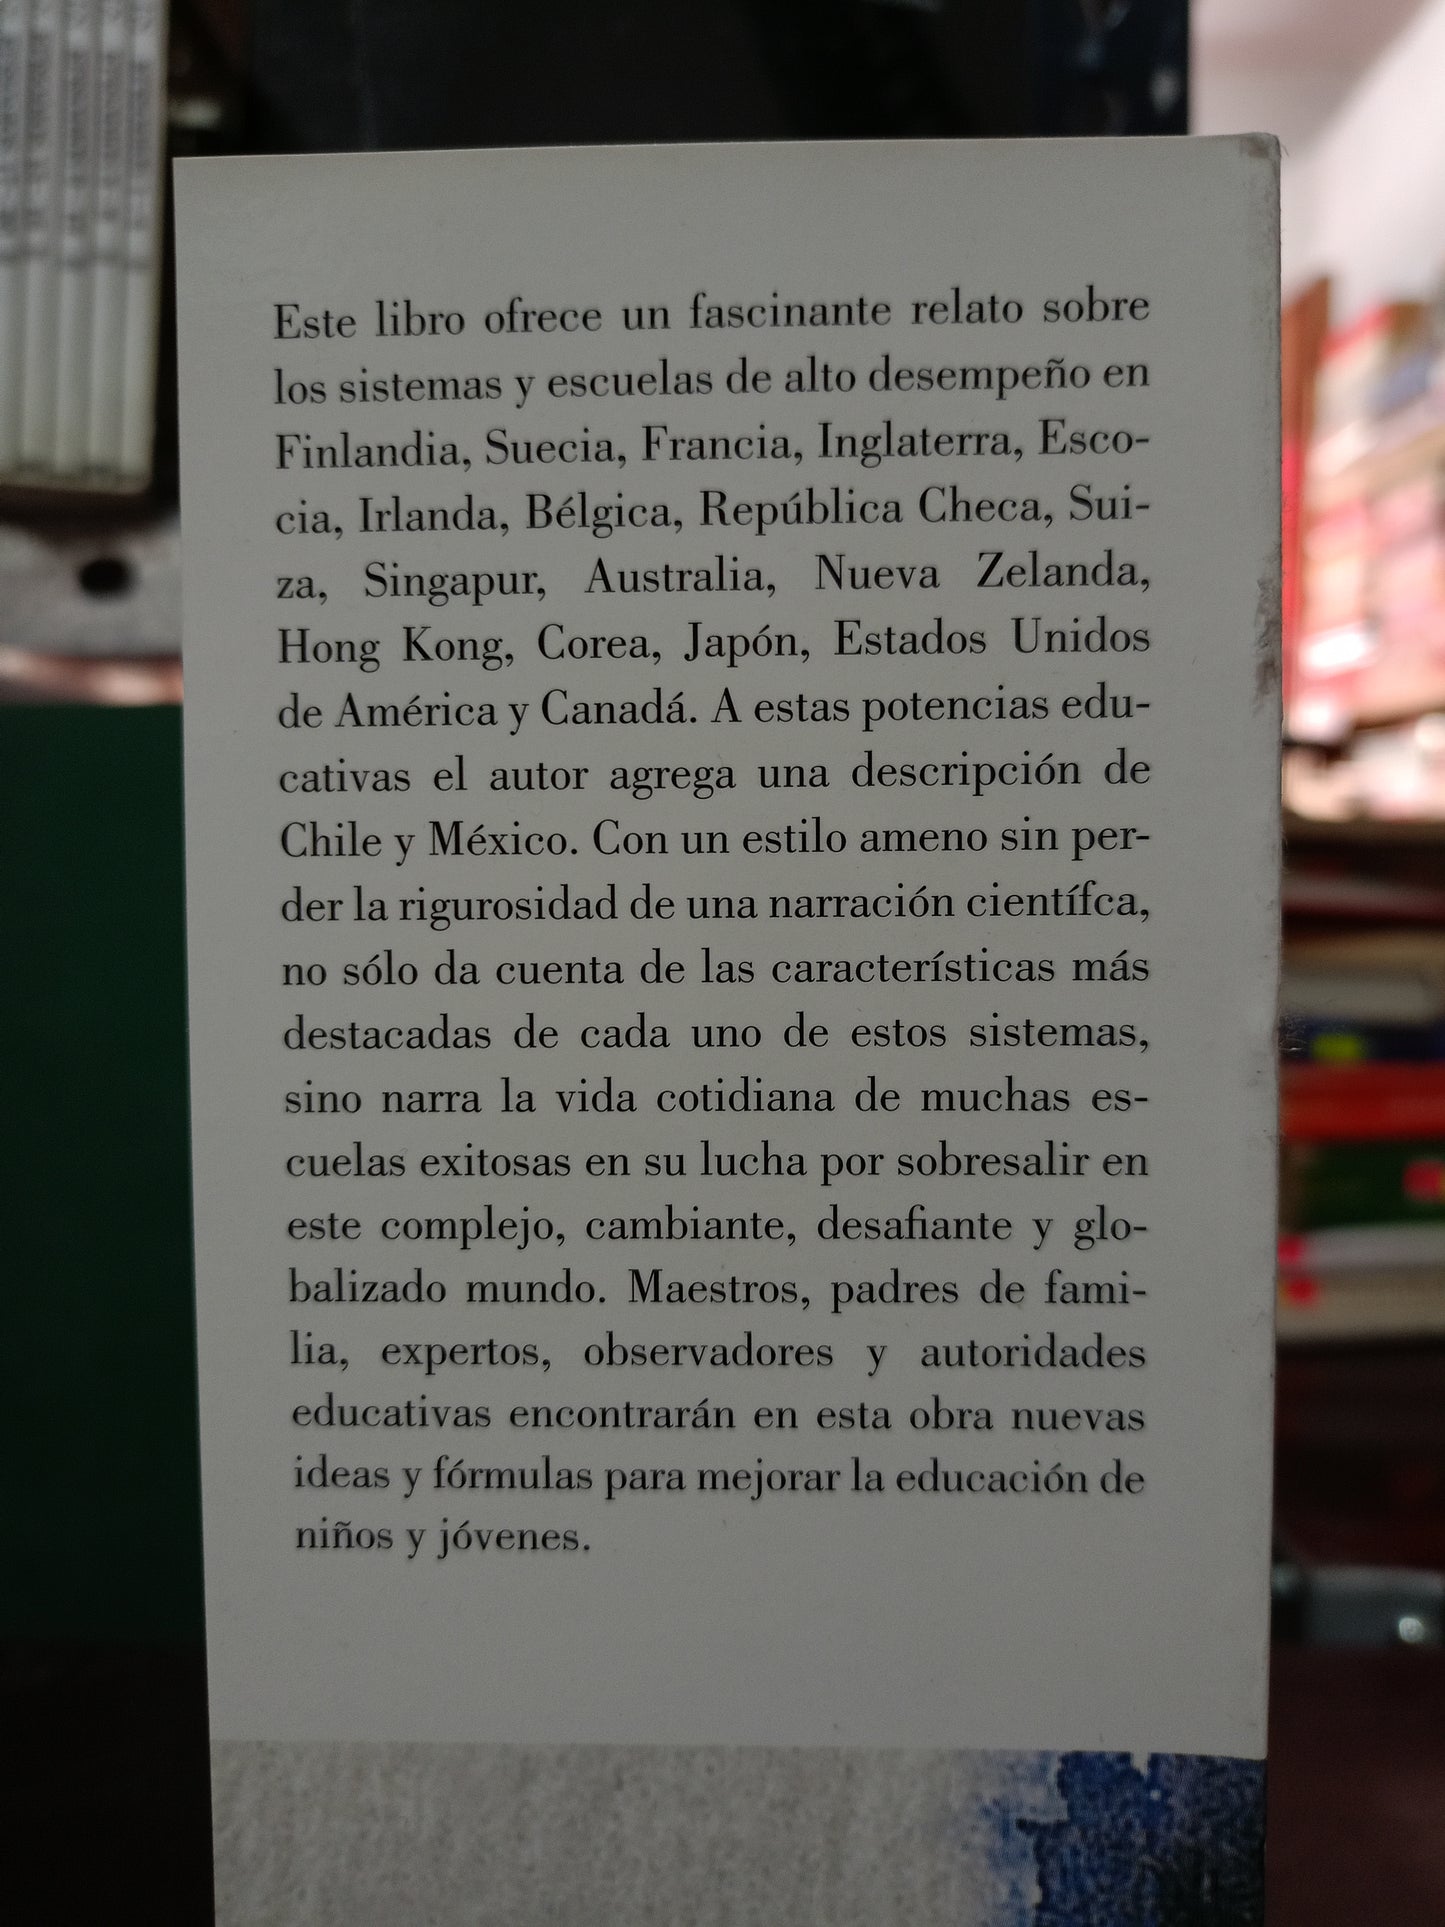 Este libro ofrece un fascinante relato sobre
los sistemas y escuelas de alto desempeño en
Finlandia, Suecia, Francia, Inglaterra, Esco-
cia, Irlanda, Bélgica, República Checa, Sui-
za, Singapur, Australia, Nueva Zelanda,
Hong Kong, Corea, Japón, Estados Unidos
de América y Canadá. A estas potencias edu-
cativas el autor agrega una descripción de
Chile y México. Con un estilo ameno sin per-
der la rigurosidad de una narración científca,
no sólo da cuenta de las características más
destacadas de cada uno de estos sistemas,
sino narra la vida cotidiana de muchas es-
cuelas exitosas en su lucha por sobresalir en
este complejo, cambiante, desafiante y glo-
balizado mundo. Maestros, padres de fami-
lia, expertos, observadores y autoridades
educativas encontrarán en esta obra nuevas
ideas y fórmulas para mejorar la educación de
niños y jóvenes.